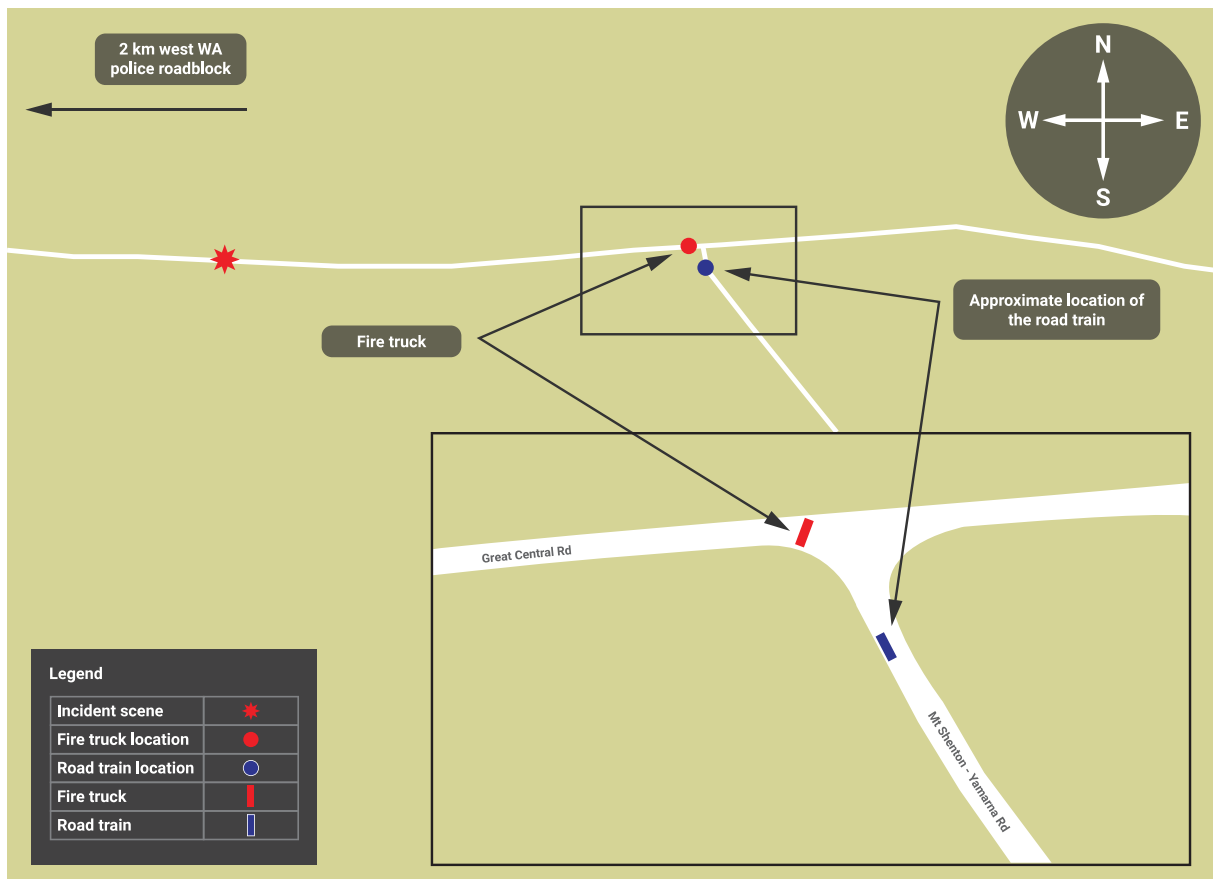 2 km west WA
police roadblock
N
W
E
S
Fire truck
Approximate location of
the road train
Great Central Rd
Mt Shenton - Yamarna Rd
Legend
Incident scene
Fire truck location
Road train location
Fire truck
Road train